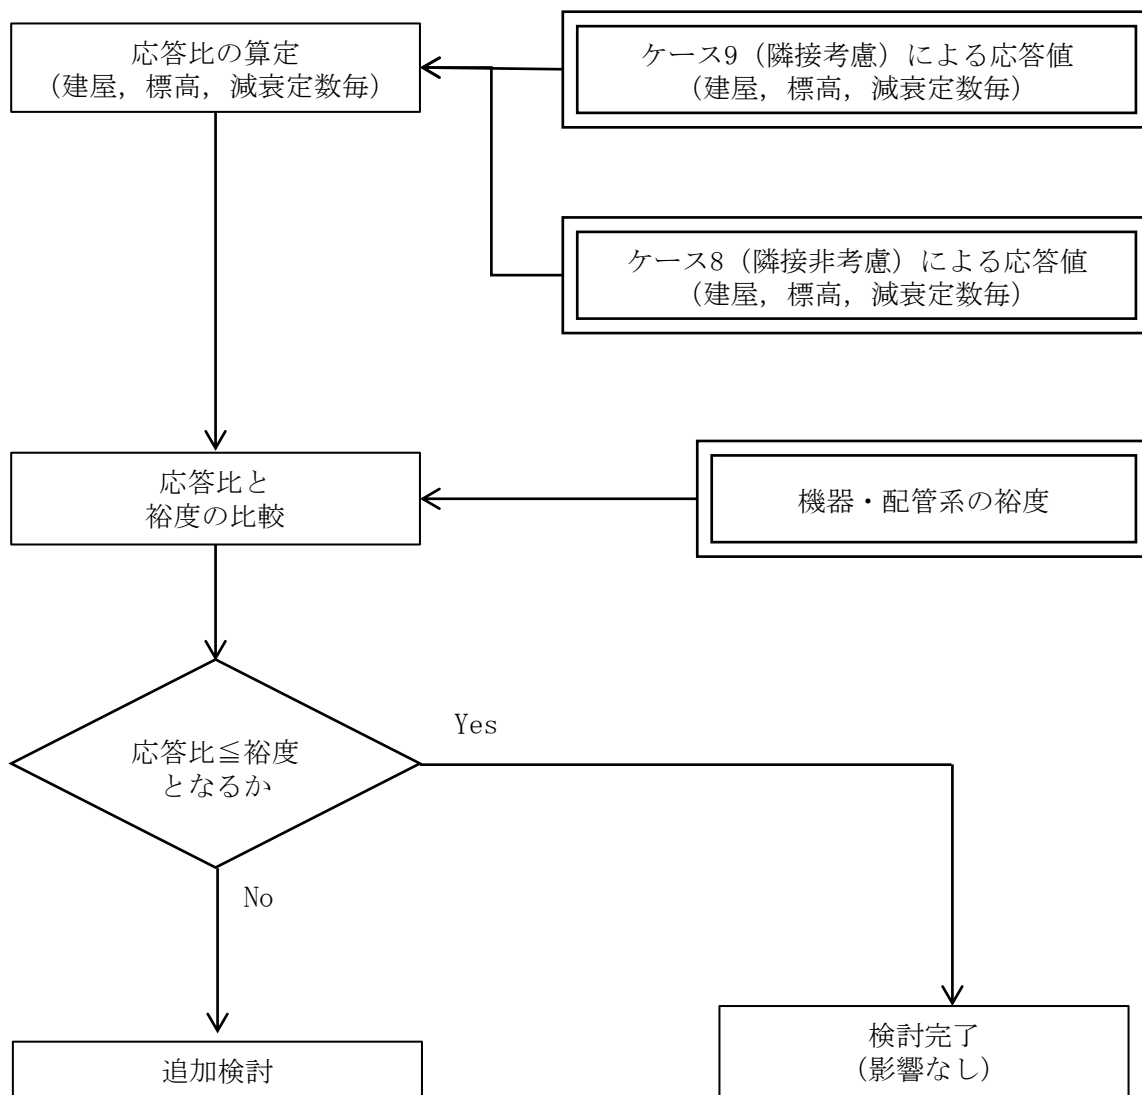 応答比の算定
(建屋，標高，減衰定数毎)
ケース9（隣接考慮）による応答値
(建屋，標高，減衰定数毎)
ケース8（隣接非考慮）による応答値
(建屋，標高，減衰定数毎)
応答比と
裕度の比較
機器・配管系の裕度
応答比≦裕度
となるか
Yes
No
追加検討
検討完了
(影響なし)